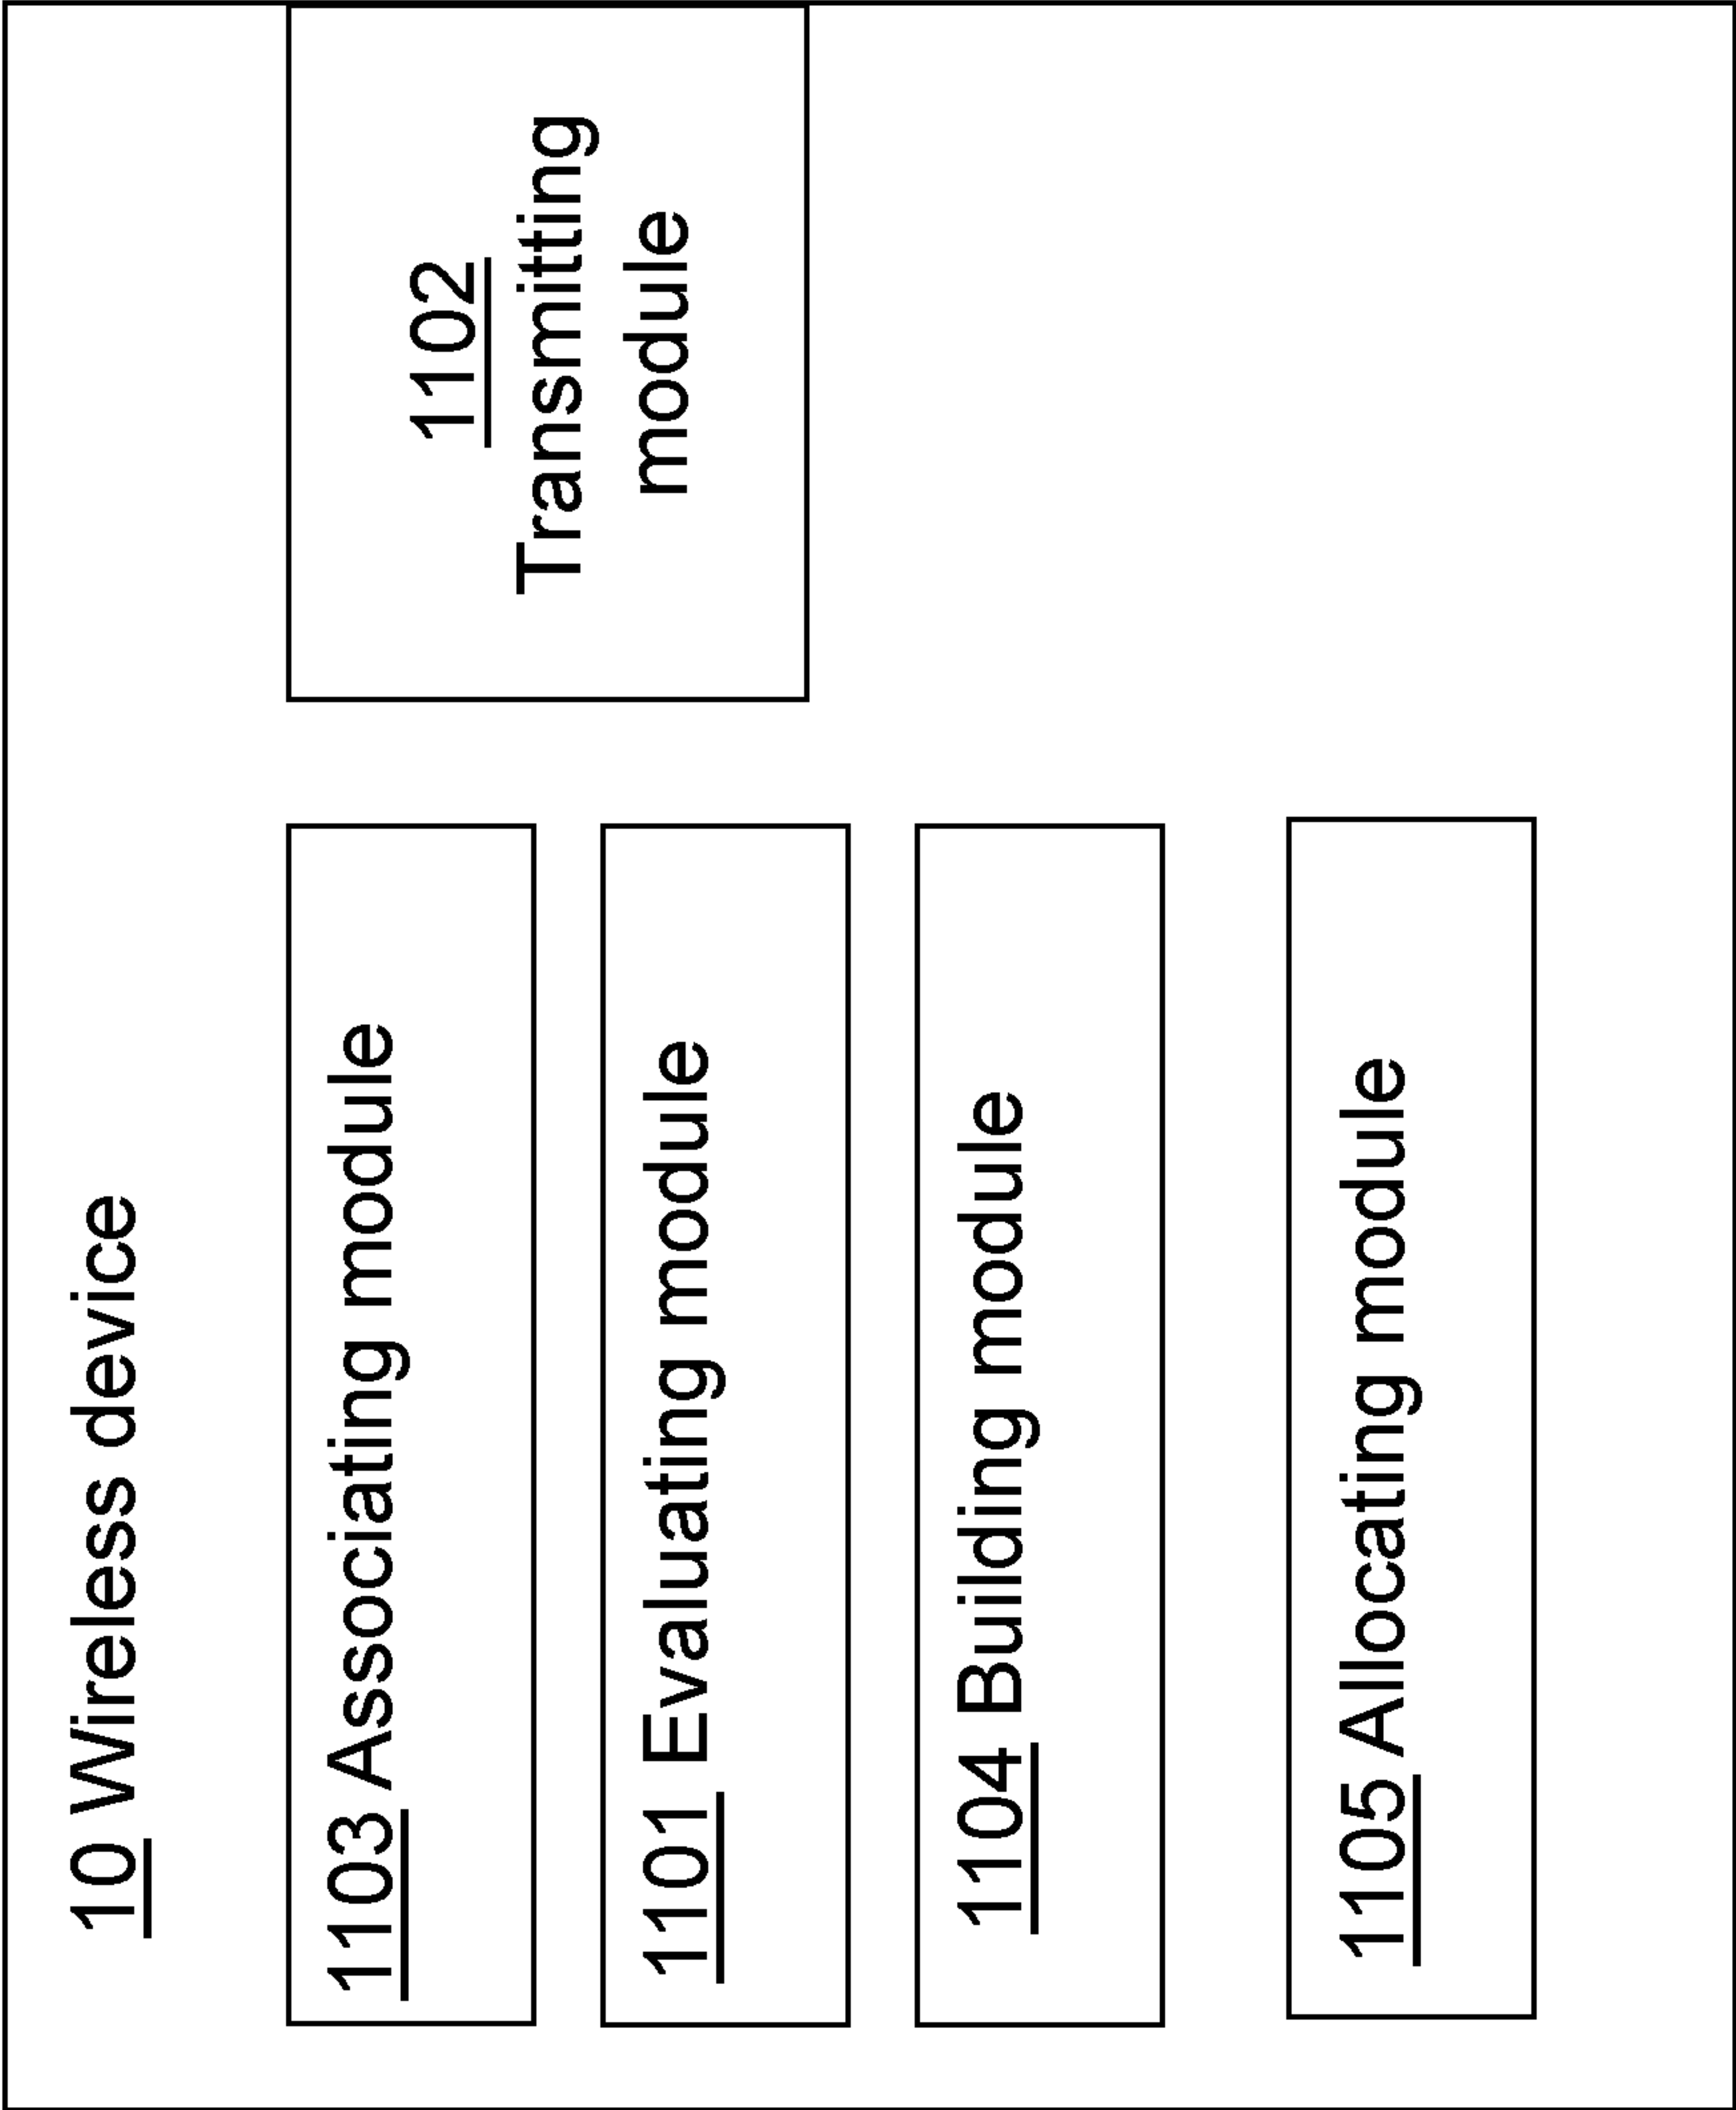 10 Wireless device
1103 Associating module
1102
Transmitting
module
1101 Evaluating module
1104 Building module
1105 Allocating module